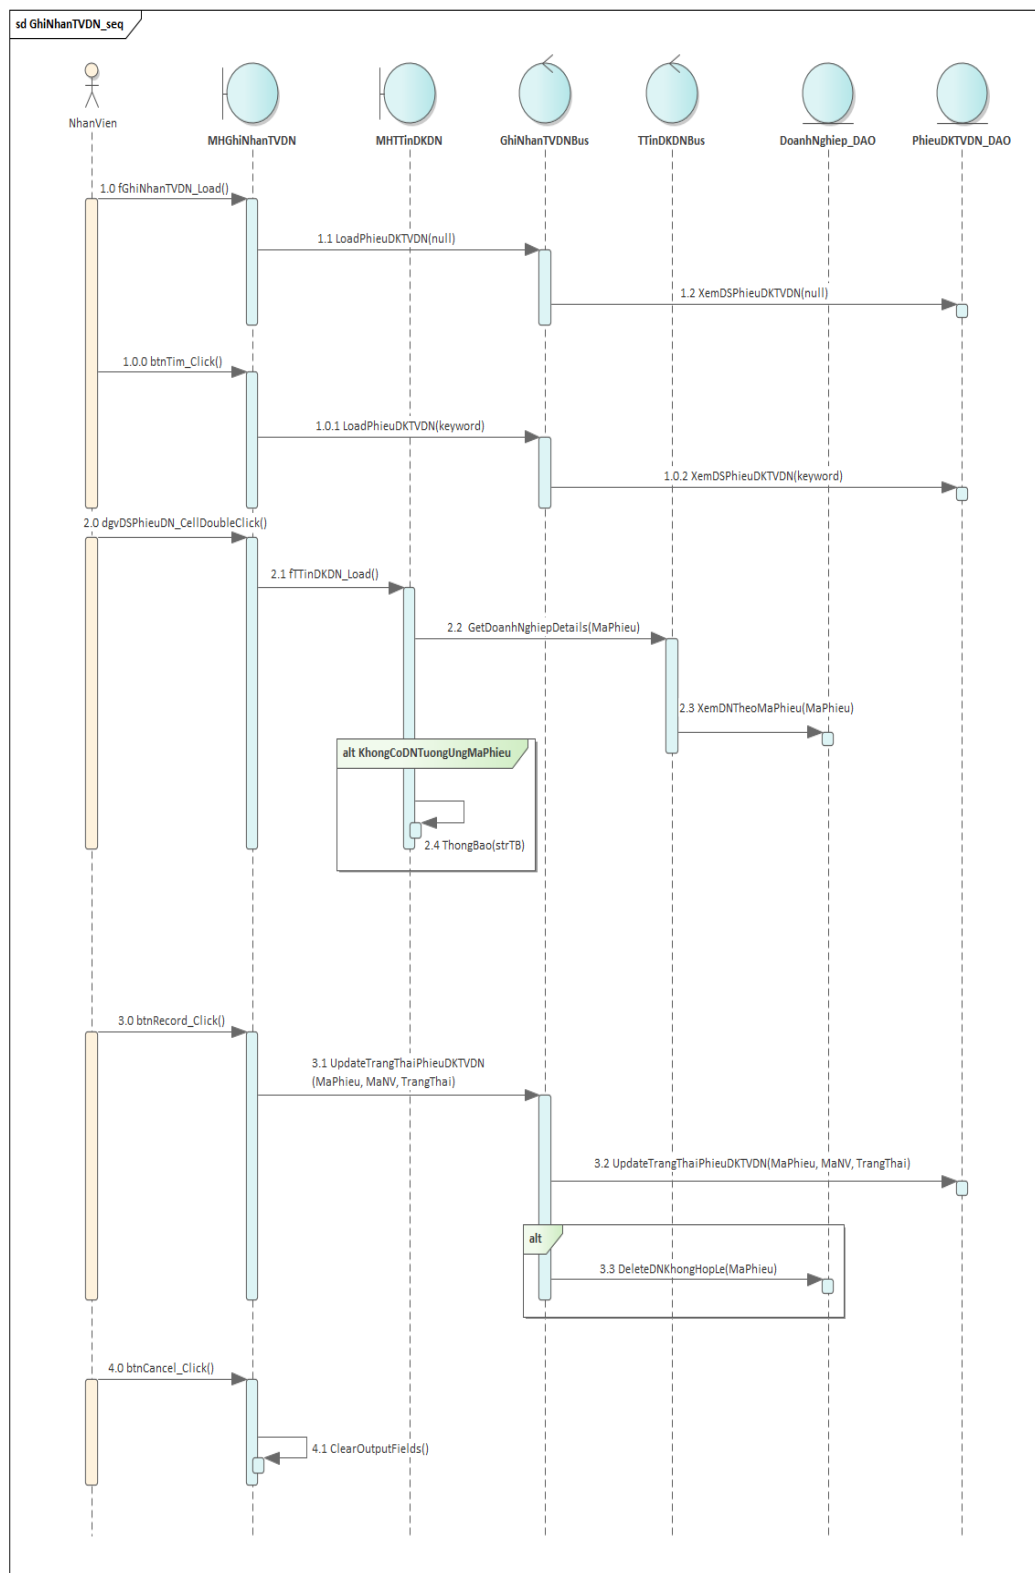 sd GhiNhanTVDN_seq
NhanVien
MHGhiNhanTVDN
MHTTinDKDN
GhiNhanTVDNBus
TTinDKDNBus
DoanhNghiep_DAO
PhieuDKTVDN_DAO
1.0 fGhiNhanTVDN_Load()
1.1 LoadPhieuDKTVDN(null)
1.2 XemDSPhieuDKTVDN(null)
1.0.0 btnTim_Click()
1.0.1 LoadPhieuDKTVDN(keyword)
1.0.2 XemDSPhieuDKTVDN(keyword)
2.0 dgvDSPhieuDN_CellDoubleClick()
2.1 fTTinDKDN_Load()
2.2 GetDoanhNghiepDetails(MaPhieu)
2.3 XemDNTheoMaPhieu(MaPhieu)
alt KhongCoDNTuongUngMaPhieu
2.4 ThongBao(strTB)
3.0 btnRecord_Click()
3.1 UpdateTrangThaiPhieuDKTVDN
(MaPhieu, MaNV, TrangThai)
3.2 UpdateTrangThaiPhieuDKTVDN(MaPhieu, MaNV, TrangThai)
alt
3.3 DeleteDNKhongHopLe(MaPhieu)
4.0 btnCancel_Click()
4.1 ClearOutputFields()